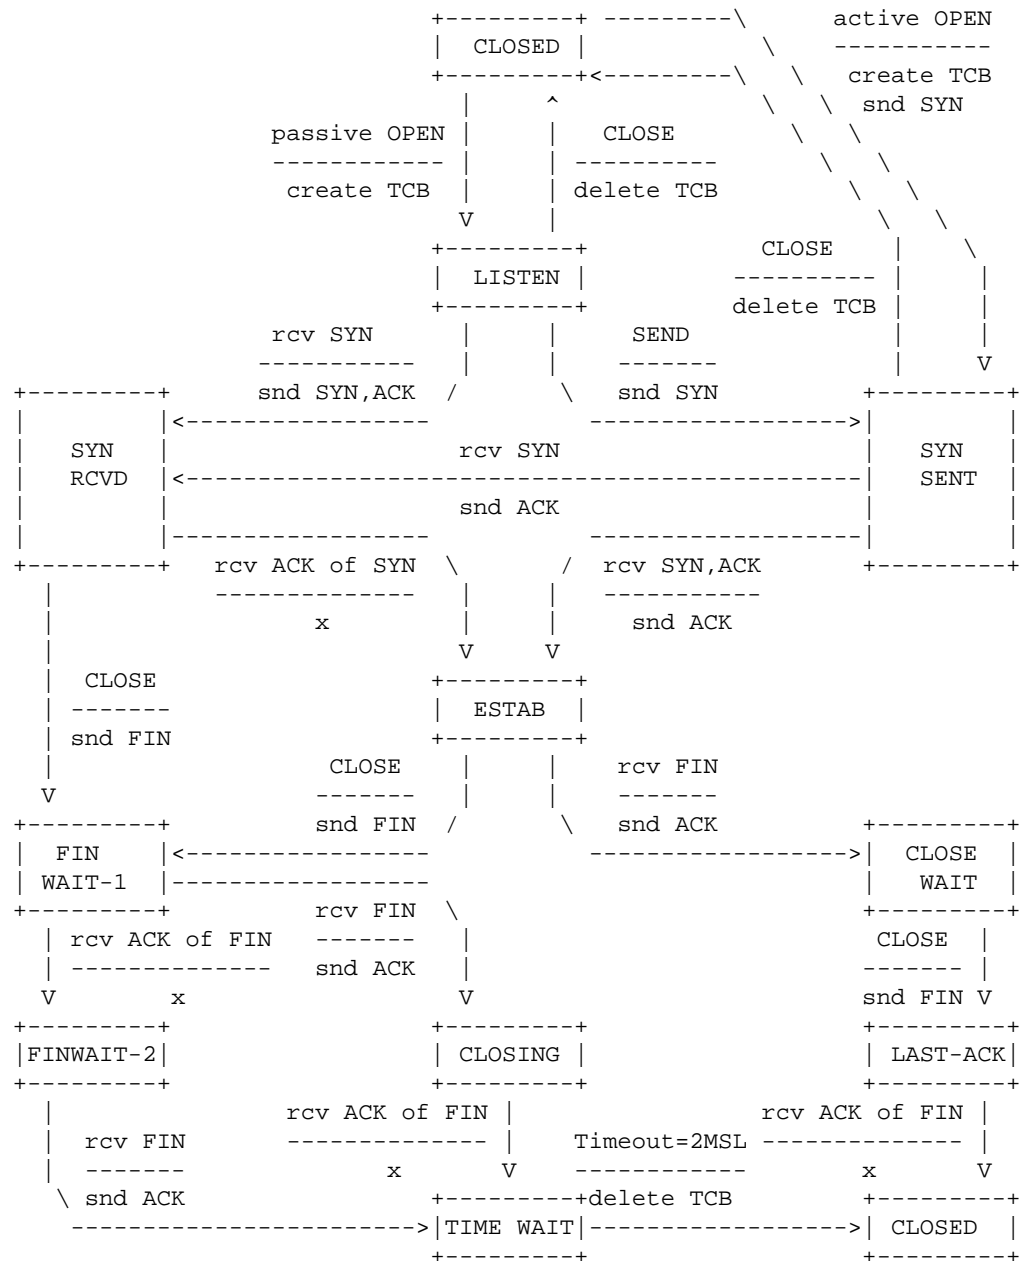 +---------+ ---------\      active OPEN
|  CLOSED |            \    -----------
+---------+<---------\   \   create TCB
|     ^              \   \  snd SYN
passive OPEN |     |   CLOSE        \   \
------------ |     | ----------       \   \
create TCB  |     | delete TCB         \   \
V     |                      \   \
+---------+            CLOSE    |    \
|  LISTEN |          ---------- |     |
+---------+          delete TCB |     |
rcv SYN      |     |     SEND              |     |
-----------   |     |    -------            |     V
+---------+      snd SYN,ACK  /       \   snd SYN          +---------+
|         |<-----------------           ------------------>|         |
|   SYN   |                    rcv SYN                     |   SYN   |
|   RCVD  |<-----------------------------------------------|   SENT  |
|         |                    snd ACK                     |         |
|         |------------------           -------------------|         |
+---------+   rcv ACK of SYN  \       /  rcv SYN,ACK       +---------+
|           --------------   |     |   -----------
|                  x         |     |     snd ACK
|                            V     V
|  CLOSE                   +---------+
| -------                  |  ESTAB  |
| snd FIN                  +---------+
|                   CLOSE    |     |    rcv FIN
V                  -------   |     |    -------
+---------+          snd FIN  /       \   snd ACK          +---------+
|  FIN    |<-----------------           ------------------>|  CLOSE  |
| WAIT-1  |------------------                              |   WAIT  |
+---------+          rcv FIN  \                            +---------+
| rcv ACK of FIN   -------   |                            CLOSE  |
| --------------   snd ACK   |                           ------- |
V        x                   V                           snd FIN V
+---------+                  +---------+                   +---------+
|FINWAIT-2|                  | CLOSING |                   | LAST-ACK|
+---------+                  +---------+                   +---------+
|                rcv ACK of FIN |                 rcv ACK of FIN |
|  rcv FIN       -------------- |    Timeout=2MSL -------------- |
|  -------              x       V    ------------        x       V
\ snd ACK                 +---------+delete TCB         +---------+
------------------------>|TIME WAIT|------------------>| CLOSED  |
+---------+                   +---------+